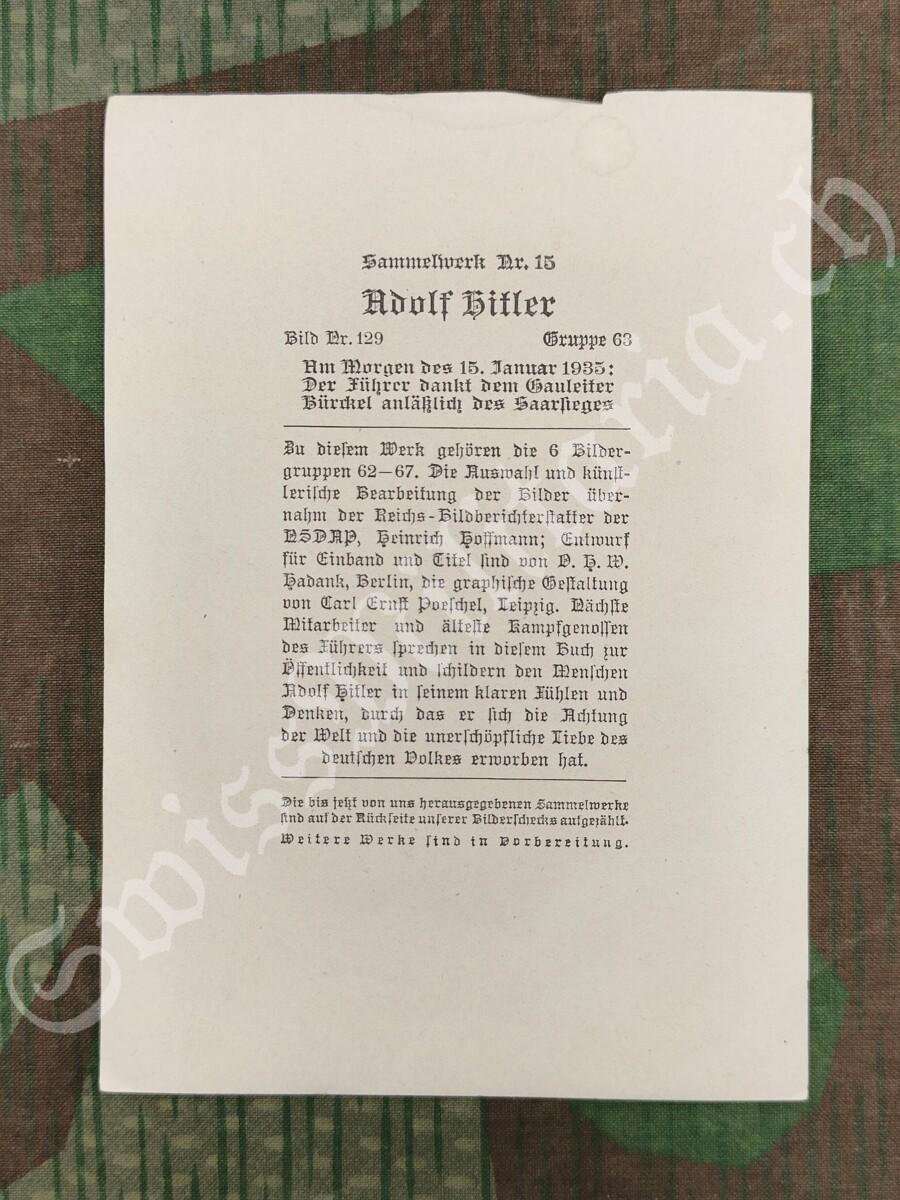 Sammelwerk Nr. 15
Adolf Hitler
Bild Nr. 129 Gruppe 63
Am Morgen des 15. Januar 1935:
Der Führer dankt dem Gauleiter
Bürckel anläßlich des Saarsieges
Zu diesem Werk gehören die 6 Bilder-
gruppen 62–67. Die Auswahl und künst-
lerische Bearbeitung der Bilder über-
nahm der Reichs-Bildberichterstatter der
NSDAP, Heinrich Hoffmann; Entwurf
für Einband und Titel sind von O. H. W.
Hadank, Berlin, die graphische Gestaltung
von Carl Ernst Poeschel, Leipzig. Nächste
Mitarbeiter und älteste Kampfgenossen
des Führers sprechen in diesem Buch zur
Öffentlichkeit und schildern den Menschen
Adolf Hitler in seinem klaren Fühlen und
Denken, durch das er sich die Achtung
der Welt und die unerschöpfliche Liebe des
deutschen Volkes erworben hat.
Die bis jetzt von uns herausgegebenen Sammelwerke
sind auf der Rückseite unserer Bilderschecks aufgezählt.
Weitere Werke sind in Vorbereitung.
Swissmilitaria.ch